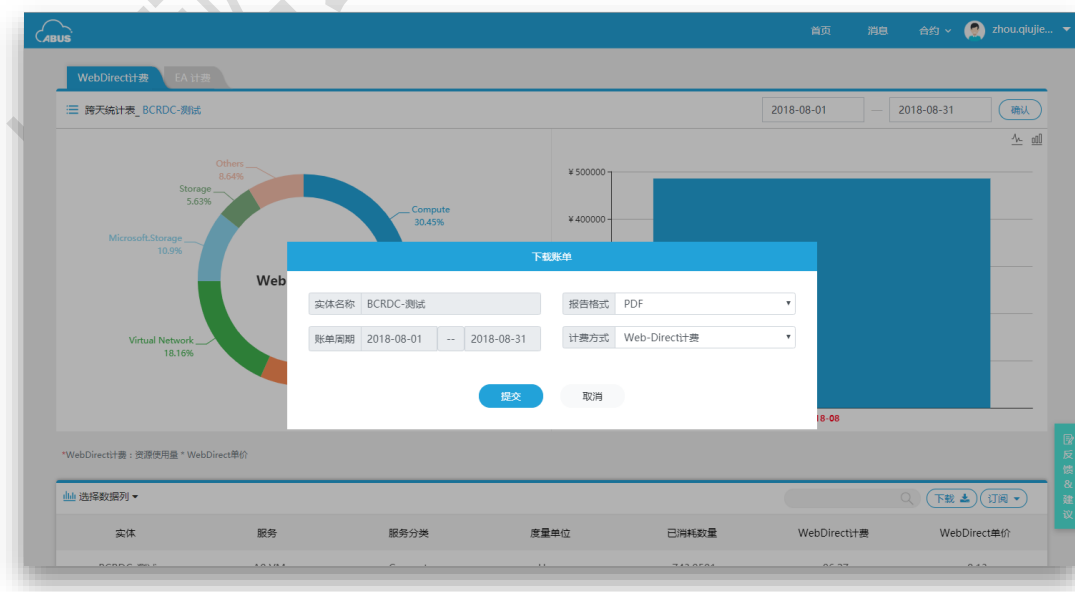 ABUS
首页 消息 合约 zhou.qiujie...
WebDirect计费 EA 计费
跨天统计表_ BCRDC-测试 2018-08-01 — 2018-08-31 确认
Others
8.64%
Storage
5.63%
Microsoft.Storage
10.9%
Virtual Network
18.16%
Compute
30.45%
Web
¥ 500000
¥ 400000
下载账单
实体名称 BCRDC-测试 报告格式 PDF
账单周期 2018-08-01 -- 2018-08-31 计费方式 Web-Direct计费
提交 取消
18-08
*WebDirect计费：资源使用量 * WebDirect单价
选择数据列 下载 订阅
实体 服务 服务分类 度量单位 已消耗数量 WebDirect计费 WebDirect单价
反馈&建议